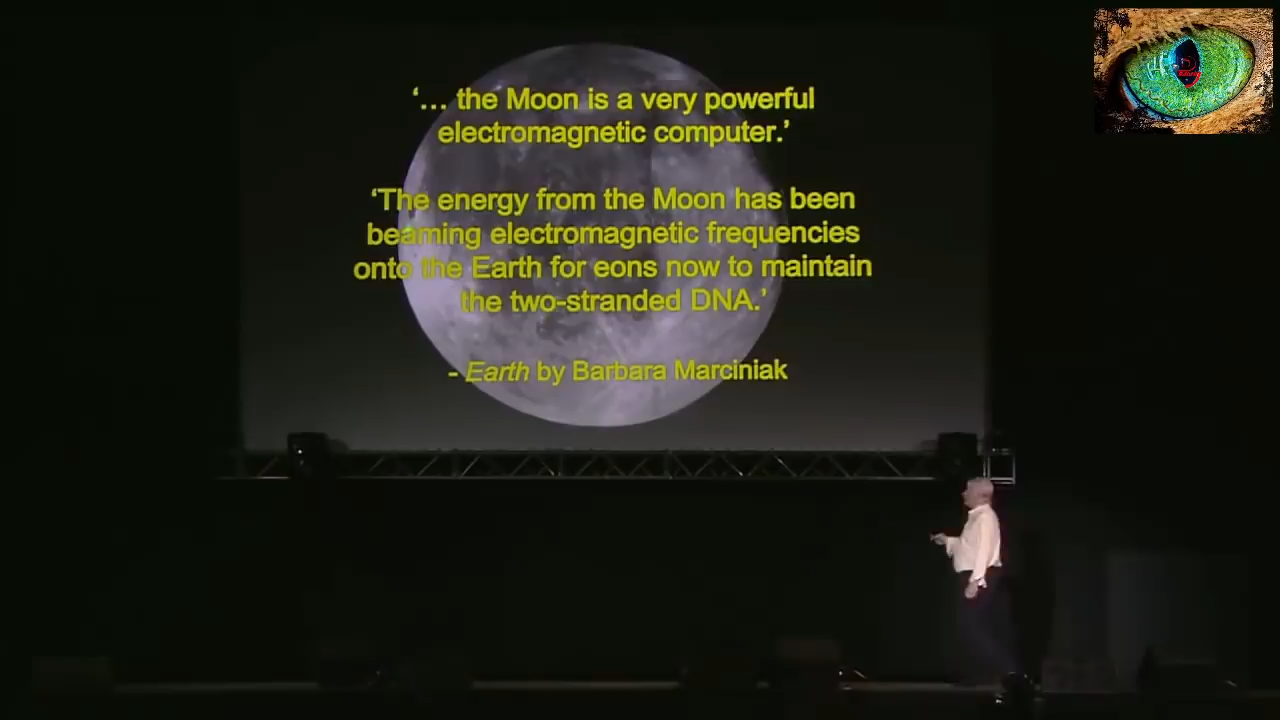 ‘... the Moon is a very powerful
electromagnetic computer.’
‘The energy from the Moon has been
beaming electromagnetic frequencies
onto the Earth for eons now to maintain
the two-stranded DNA.’
- Earth by Barbara Marciniak